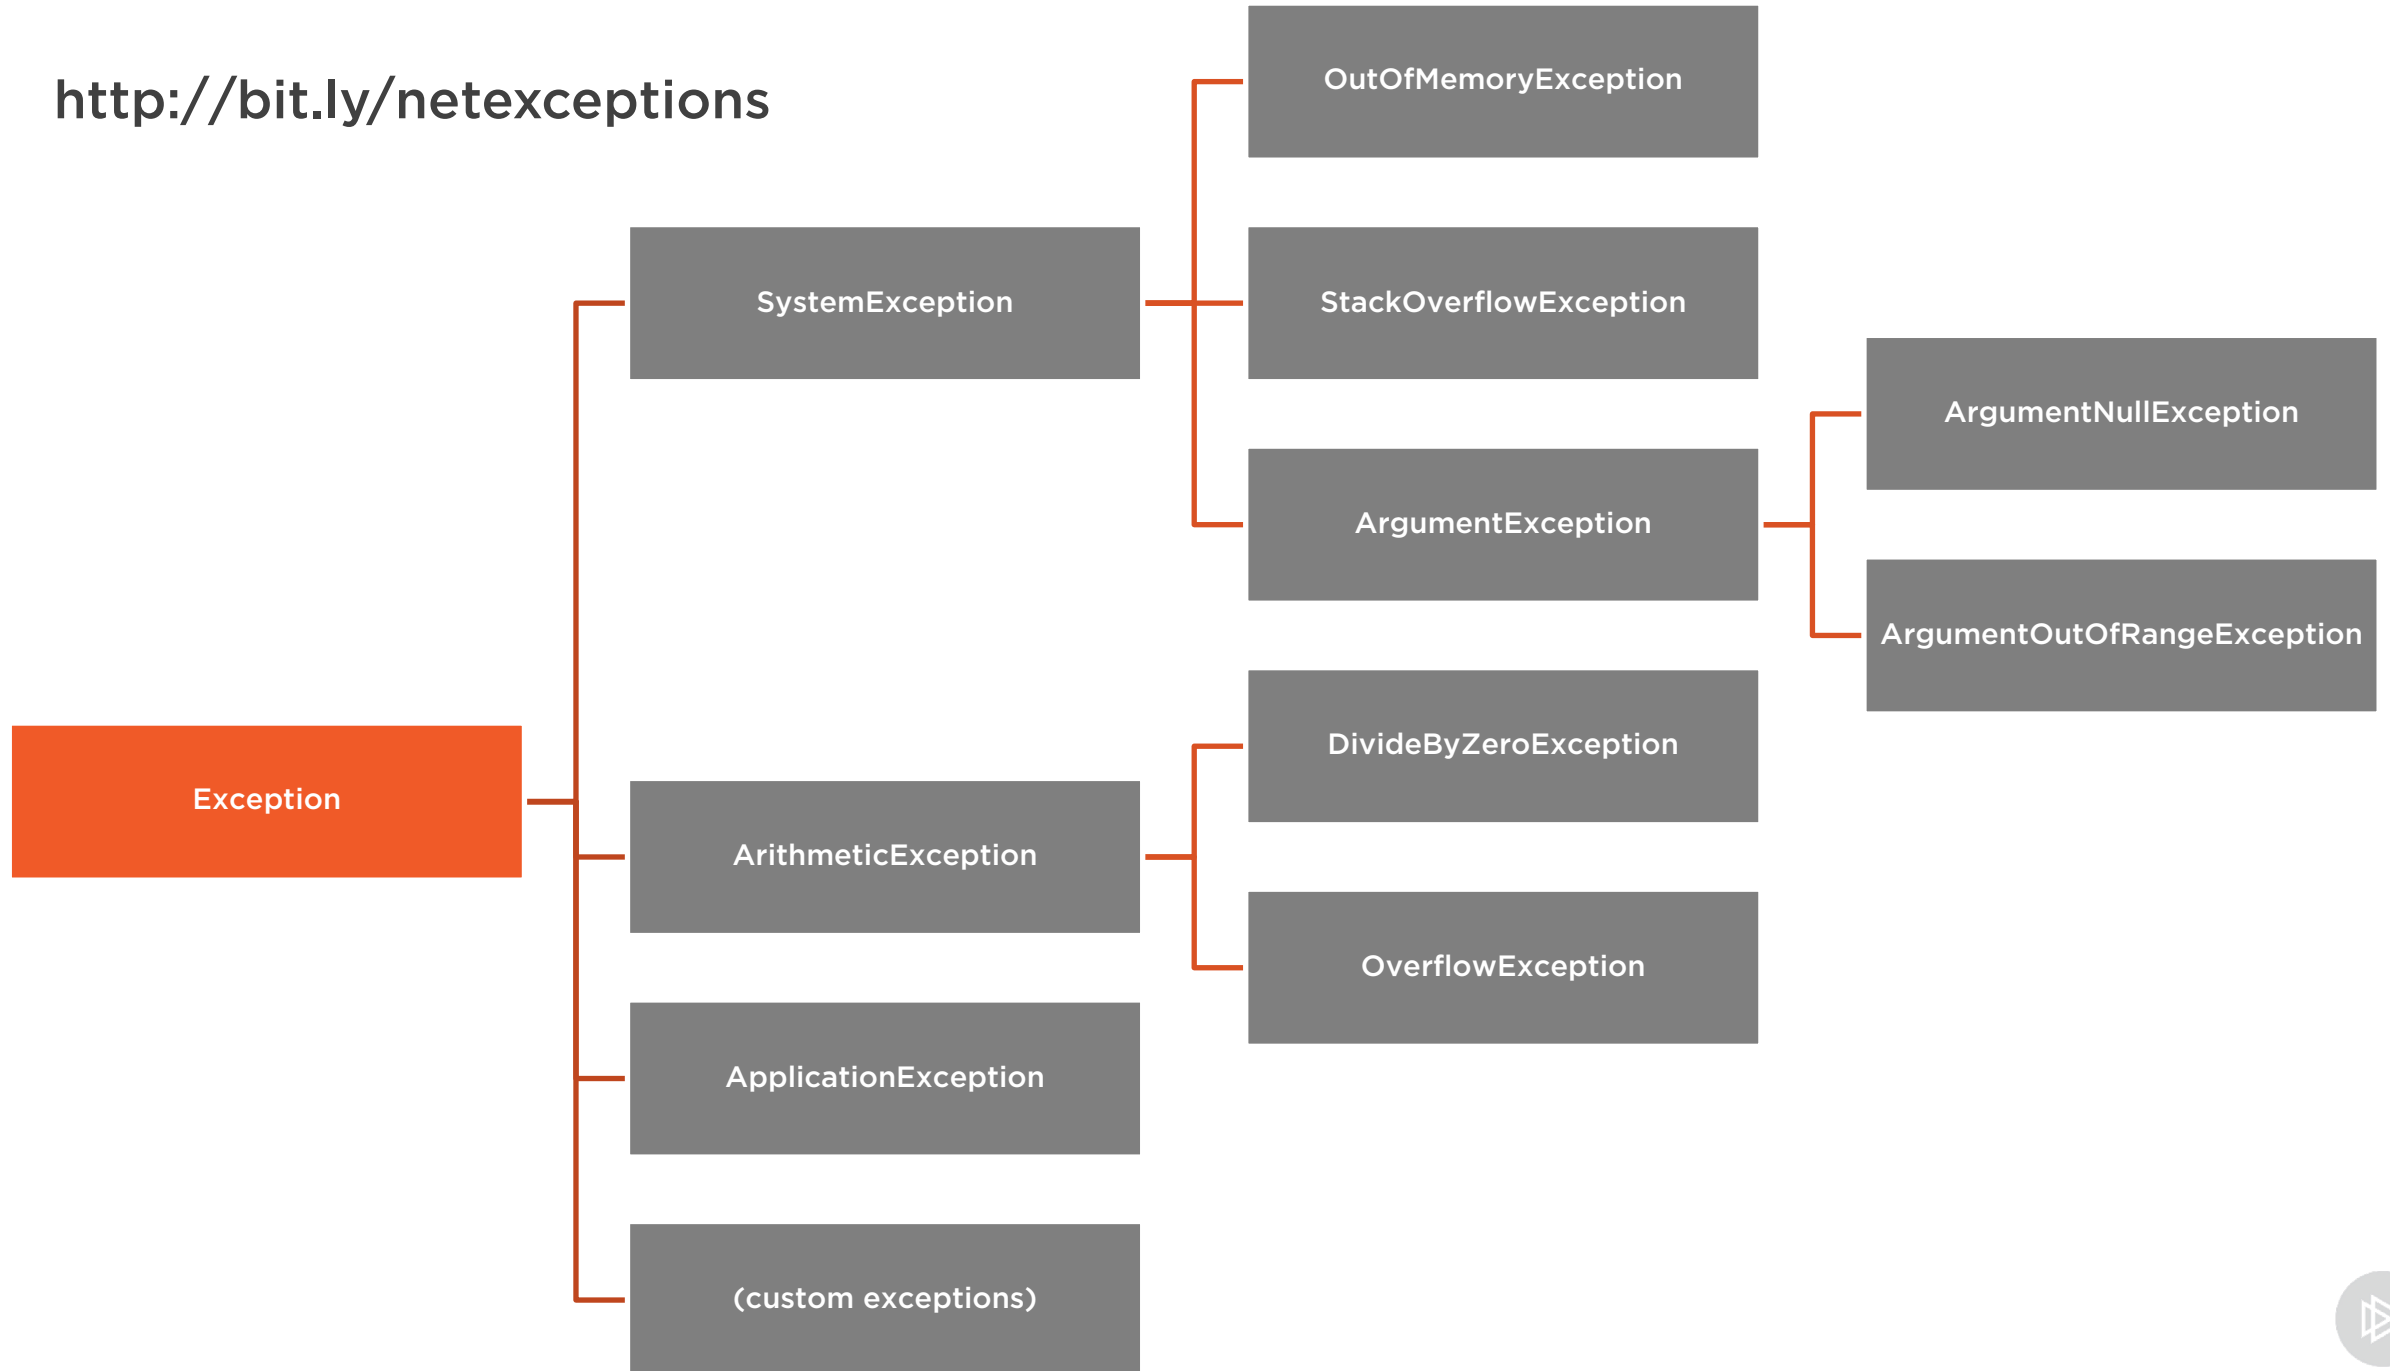 http://bit.ly/netexceptions
OutOfMemoryException
SystemException
StackOverflowException
ArgumentNullException
ArgumentException
ArgumentOutOfRangeException
DivideByZeroException
Exception
ArithmeticException
OverflowException
ApplicationException
(custom exceptions)